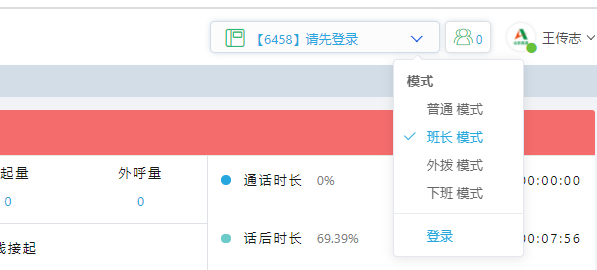 【6458】请先登录
0
王传志
模式
普通 模式
班长 模式
外拨 模式
下班 模式
登录
起量
外呼量
0
0
通话时长
0%
00:00:00
话后时长
69.39%
00:07:56
线接起